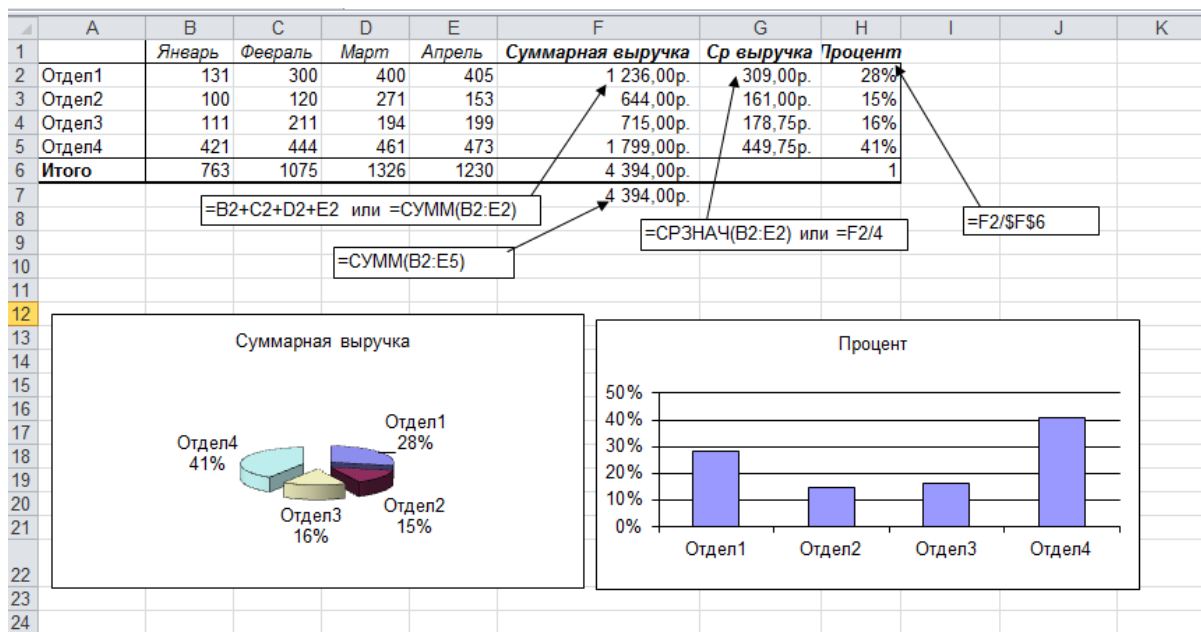 A B C D E F G H I J K
1 Январь Февраль Март Апрель Суммарная выручка Ср выручка Процент
2 Отдел1 131 300 400 405 1 236,00р. 309,00р. 28%
3 Отдел2 100 120 271 153 644,00р. 161,00р. 15%
4 Отдел3 111 211 194 199 715,00р. 178,75р. 16%
5 Отдел4 421 444 461 473 1 799,00р. 449,75р. 41%
6 Итого 763 1075 1326 1230 4 394,00р. 1
7 4 394,00р.
=B2+C2+D2+E2 или =СУММ(B2:E2)
8 =F2/$F$6
9 =СРЗНАЧ(B2:E2) или =F2/4
10 =СУММ(B2:E5)
11
12
13
14
15
16
17
18
19
20
21
22
23
24
Суммарная выручка
Отдел1
28%
Отдел4
41%
Отдел2
15%
Отдел3
16%
Процент
50%
40%
30%
20%
10%
0%
Отдел1 Отдел2 Отдел3 Отдел4